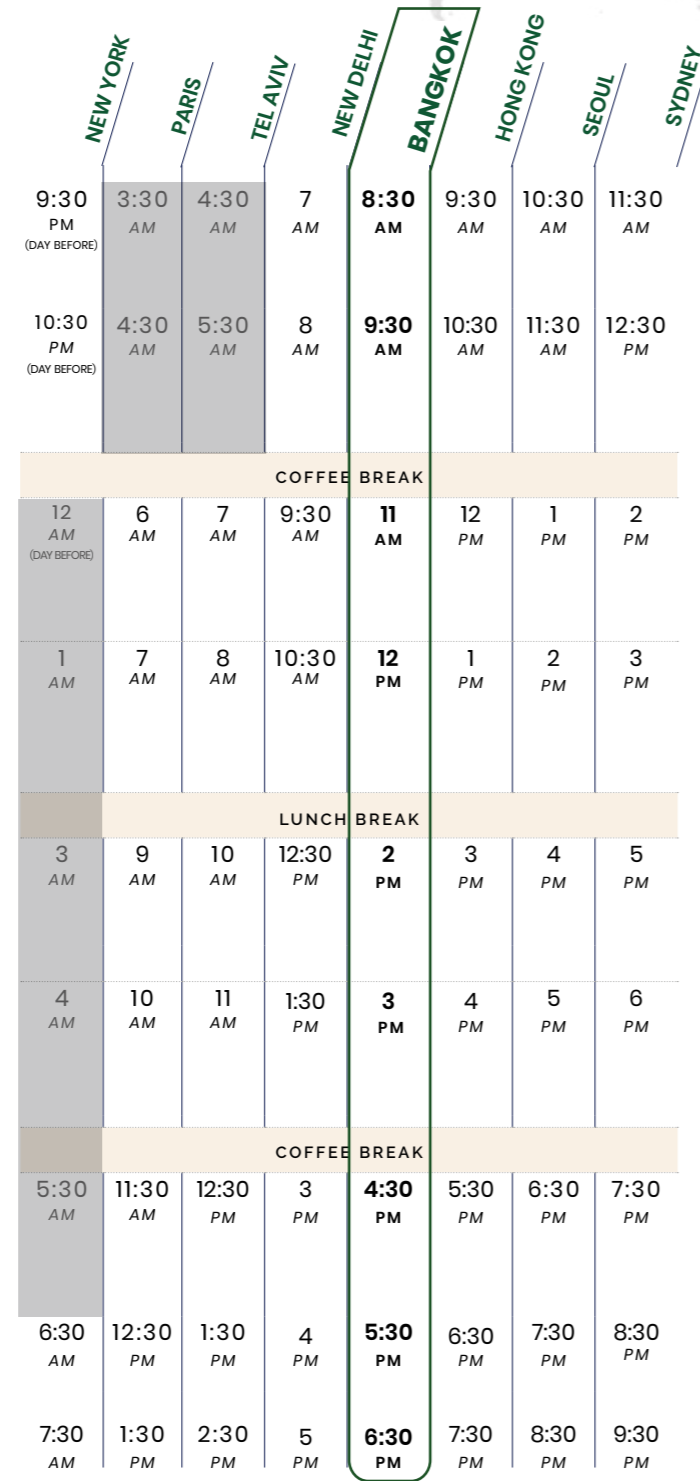 NEW YORK PARIS TEL AVIV NEW DELHI BANGKOK HONG KONG SEOUL SYDNEY
9:30 3:30 4:30 7 8:30 9:30 10:30 11:30
PM AM AM AM AM AM AM AM
(DAY BEFORE)
10:30 4:30 5:30 8 9:30 10:30 11:30 12:30
PM AM AM AM AM AM AM PM
(DAY BEFORE)
COFFEE BREAK
12 6 7 9:30 11 12 1 2
AM AM AM AM AM PM PM PM
(DAY BEFORE)
1 7 8 10:30 12 1 2 3
AM AM AM AM PM PM PM PM
LUNCH BREAK
3 9 10 12:30 2 3 4 5
AM AM AM PM PM PM PM PM
4 10 11 1:30 3 4 5 6
AM AM AM PM PM PM PM PM
COFFEE BREAK
5:30 11:30 12:30 3 4:30 5:30 6:30 7:30
AM AM PM PM PM PM PM PM
6:30 12:30 1:30 4 5:30 6:30 7:30 8:30
AM PM PM PM PM PM PM PM
7:30 1:30 2:30 5 6:30 7:30 8:30 9:30
AM PM PM PM PM PM PM PM